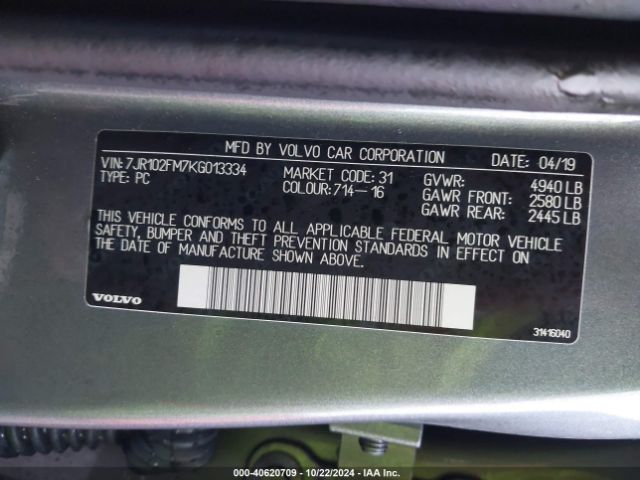 MFD BY VOLVO CAR CORPORATION DATE: 04/19
VIN: 7JR102FM7KG013334 MARKET CODE: 31 GVWR: 4940 LB
TYPE: PC COLOUR: 714-16 GAWR FRONT: 2580 LB
GAWR REAR: 2445 LB
THIS VEHICLE CONFORMS TO ALL APPLICABLE FEDERAL MOTOR VEHICLE
SAFETY, BUMPER AND THEFT PREVENTION STANDARDS IN EFFECT ON
THE DATE OF MANUFACTURE SHOWN ABOVE.
VOLVO 31416040
000-40620709 - 10/22/2024 - IAA Inc.